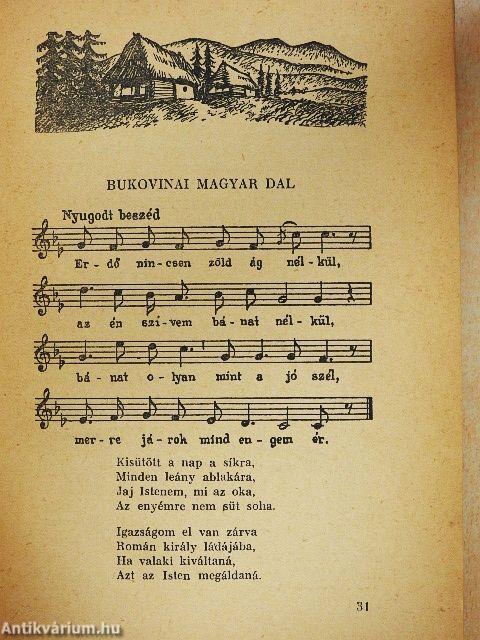 BUKOVINAI MAGYAR DAL
Nyugodt beszéd
Er-dő nin-csen zöld ág nél-kül,
az én szí-vem bá-nat nél-kül,
bá-nat o-lyan mint a jó szél,
mer-re já-rok mind en-gem ér.
Kisütött a nap a síkra,
Minden leány ablakára,
Jaj Istenem, mi az oka,
Az enyémre nem süt soha.
Igazságom el van zárva
Román király ládájába,
Ha valaki kiváltaná,
Azt az Isten megáldaná.
31
Antikvárium.hu